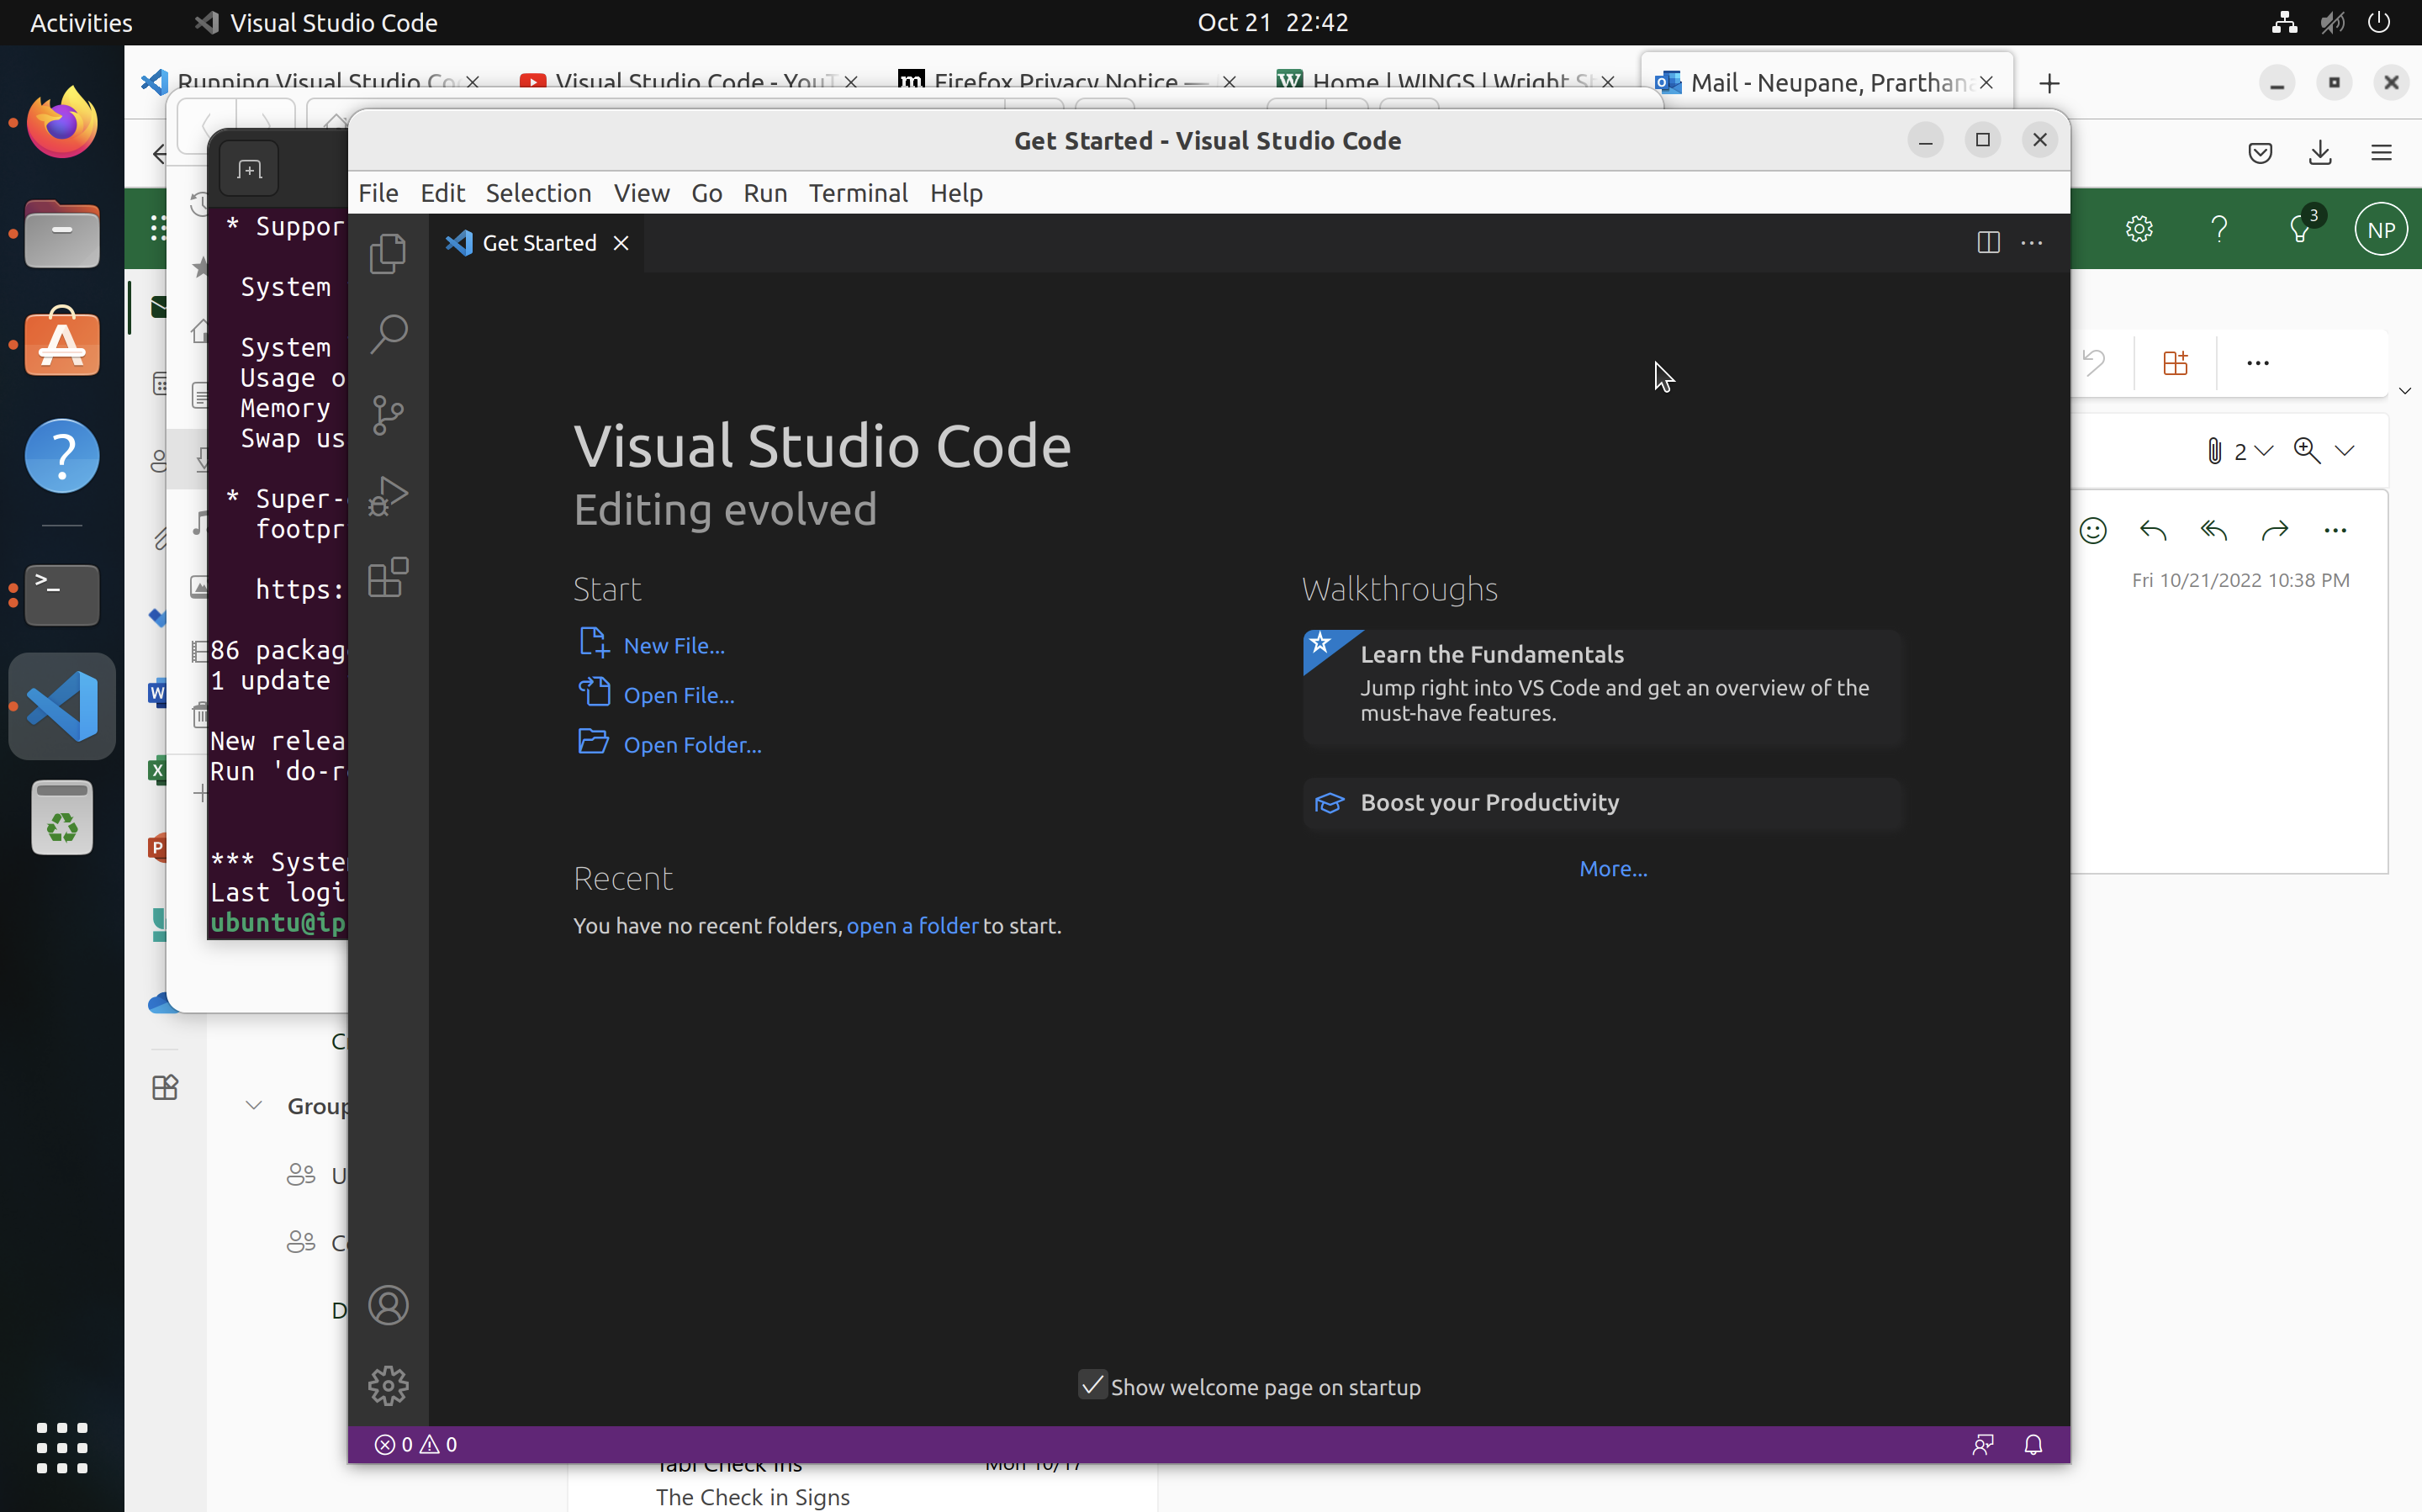 Activities
Visual Studio Code
Oct 21 22:42
Running Visual Studio Co
Visual Studio Code - YouT
Firefox Privacy Notice —
Home | WINGS | Wright St
Mail - Neupane, Prarthana
Get Started - Visual Studio Code
File Edit Selection View Go Run Terminal Help
Get Started
3
NP
* Suppor
System
System
Usage o
Memory
Swap us
* Super-
footpr
https:
86 packag
1 update
New relea
Run 'do-r
*** Syste
Last logi
ubuntu@ip
Visual Studio Code
Editing evolved
Start
New File...
Open File...
Open Folder...
Recent
You have no recent folders, open a folder to start.
Walkthroughs
Learn the Fundamentals
Jump right into VS Code and get an overview of the
must-have features.
Boost your Productivity
More...
2
Fri 10/21/2022 10:38 PM
Group
Show welcome page on startup
0 0
Tabl Check Ins
Mon 10/17
The Check in Signs